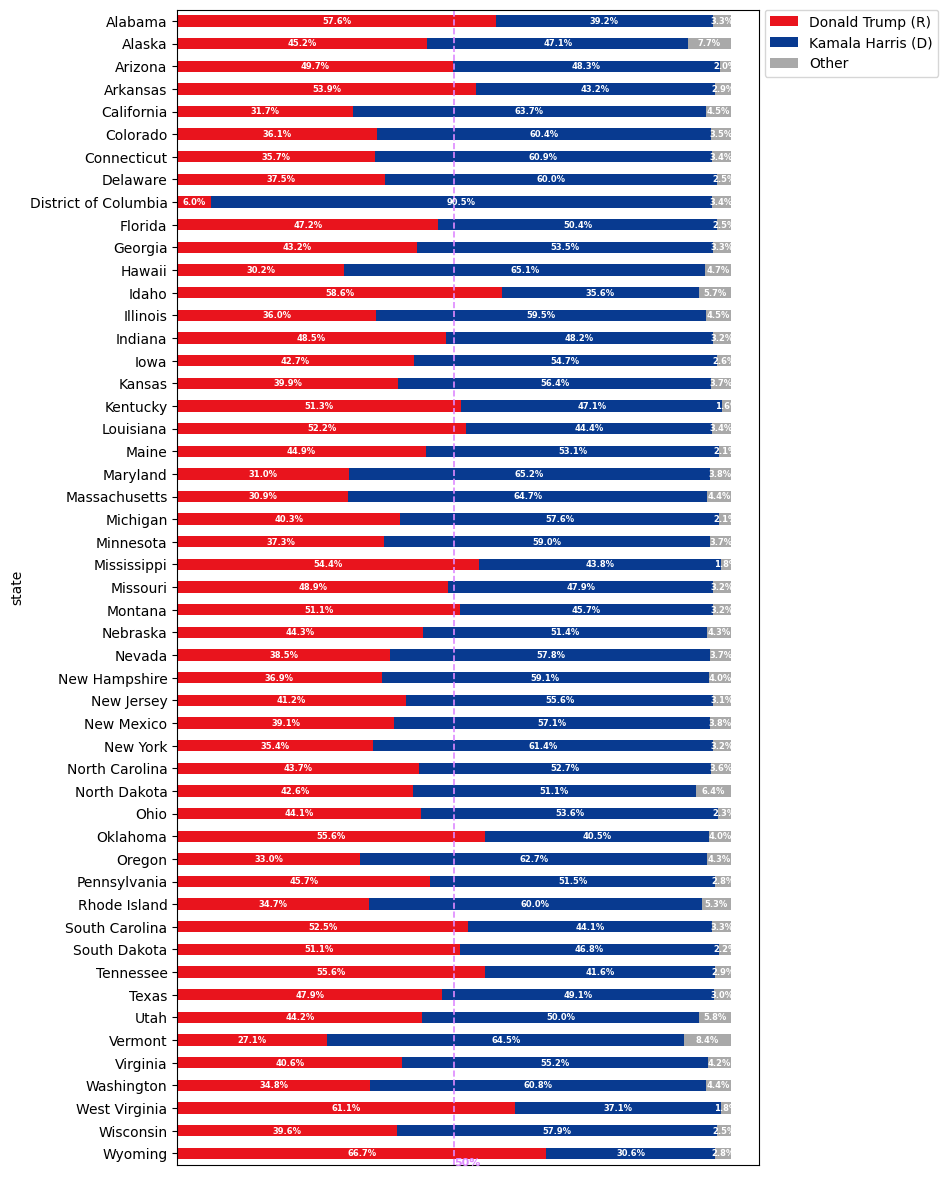 Donald Trump (R)
Kamala Harris (D)
Other
state
Alabama 57.6% 39.2% 3.3%
Alaska 45.2% 47.1% 7.7%
Arizona 49.7% 48.3% 2.0%
Arkansas 53.9% 43.2% 2.9%
California 31.7% 63.7% 4.5%
Colorado 36.1% 60.4% 3.5%
Connecticut 35.7% 60.9% 3.4%
Delaware 37.5% 60.0% 2.5%
District of Columbia 6.0% 90.5% 3.4%
Florida 47.2% 50.4% 2.5%
Georgia 43.2% 53.5% 3.3%
Hawaii 30.2% 65.1% 4.7%
Idaho 58.6% 35.6% 5.7%
Illinois 36.0% 59.5% 4.5%
Indiana 48.5% 48.2% 3.2%
Iowa 42.7% 54.7% 2.6%
Kansas 39.9% 56.4% 3.7%
Kentucky 51.3% 47.1% 1.6%
Louisiana 52.2% 44.4% 3.4%
Maine 44.9% 53.1% 2.1%
Maryland 31.0% 65.2% 3.8%
Massachusetts 30.9% 64.7% 4.4%
Michigan 40.3% 57.6% 2.1%
Minnesota 37.3% 59.0% 3.7%
Mississippi 54.4% 43.8% 1.8%
Missouri 48.9% 47.9% 3.2%
Montana 51.1% 45.7% 3.2%
Nebraska 44.3% 51.4% 4.3%
Nevada 38.5% 57.8% 3.7%
New Hampshire 36.9% 59.1% 4.0%
New Jersey 41.2% 55.6% 3.1%
New Mexico 39.1% 57.1% 3.8%
New York 35.4% 61.4% 3.2%
North Carolina 43.7% 52.7% 3.6%
North Dakota 42.6% 51.1% 6.4%
Ohio 44.1% 53.6% 2.3%
Oklahoma 55.6% 40.5% 4.0%
Oregon 33.0% 62.7% 4.3%
Pennsylvania 45.7% 51.5% 2.8%
Rhode Island 34.7% 60.0% 5.3%
South Carolina 52.5% 44.1% 3.3%
South Dakota 51.1% 46.8% 2.2%
Tennessee 55.6% 41.6% 2.9%
Texas 47.9% 49.1% 3.0%
Utah 44.2% 50.0% 5.8%
Vermont 27.1% 64.5% 8.4%
Virginia 40.6% 55.2% 4.2%
Washington 34.8% 60.8% 4.4%
West Virginia 61.1% 37.1% 1.8%
Wisconsin 39.6% 57.9% 2.5%
Wyoming 66.7% 30.6% 2.8%
50%